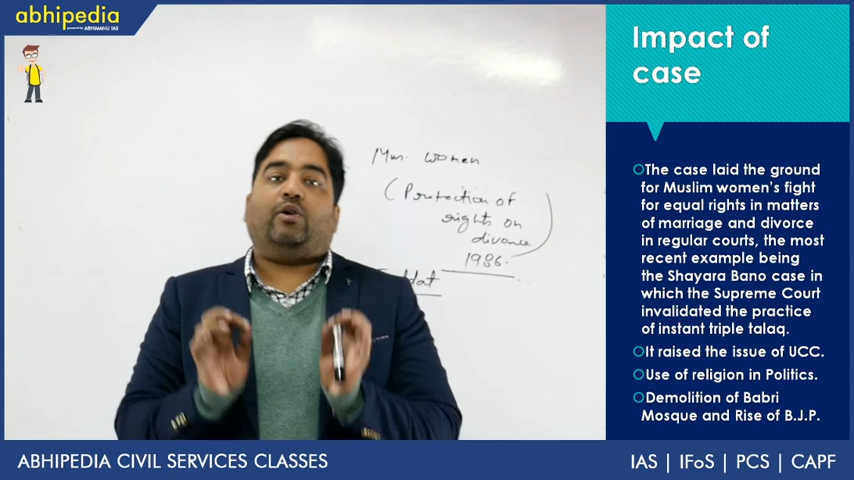 abhipedia
powered by ABHIMANU IAS
Mus. Women
(Protection of
rights on
divorce
1986.
Iddat
Impact of
case
The case laid the ground
for Muslim women's fight
for equal rights in matters
of marriage and divorce
in regular courts, the most
recent example being
the Shayara Bano case in
which the Supreme Court
invalidated the practice
of instant triple talaq.
It raised the issue of UCC.
Use of religion in Politics.
Demolition of Babri
Mosque and Rise of B.J.P.
ABHIPEDIA CIVIL SERVICES CLASSES
IAS | IFoS | PCS | CAPF